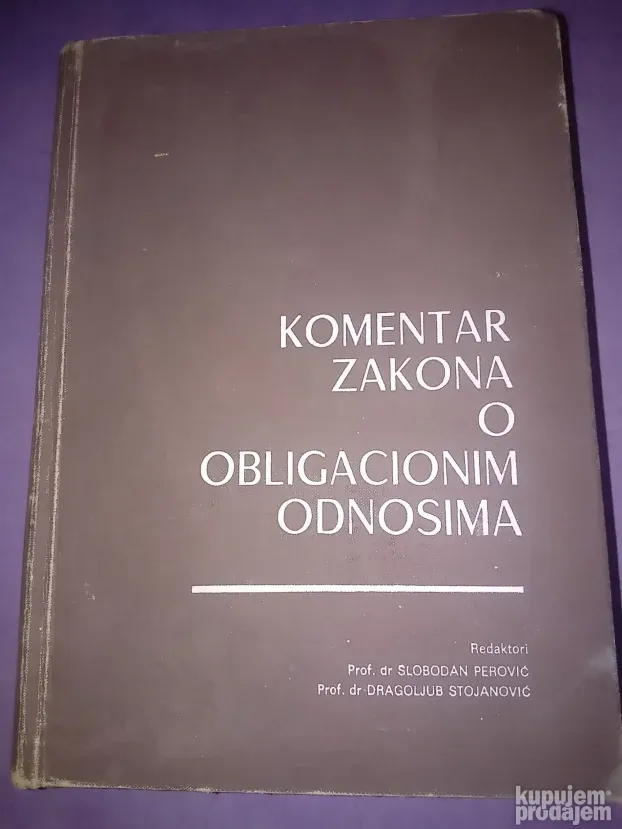 KOMENTAR
ZAKONA
O
OBLIGACIONIM
ODNOSIMA
Redaktori
Prof. dr SLOBODAN PEROVIĆ
Prof. dr DRAGOLJUB STOJANOVIĆ
kupujem
prodajem